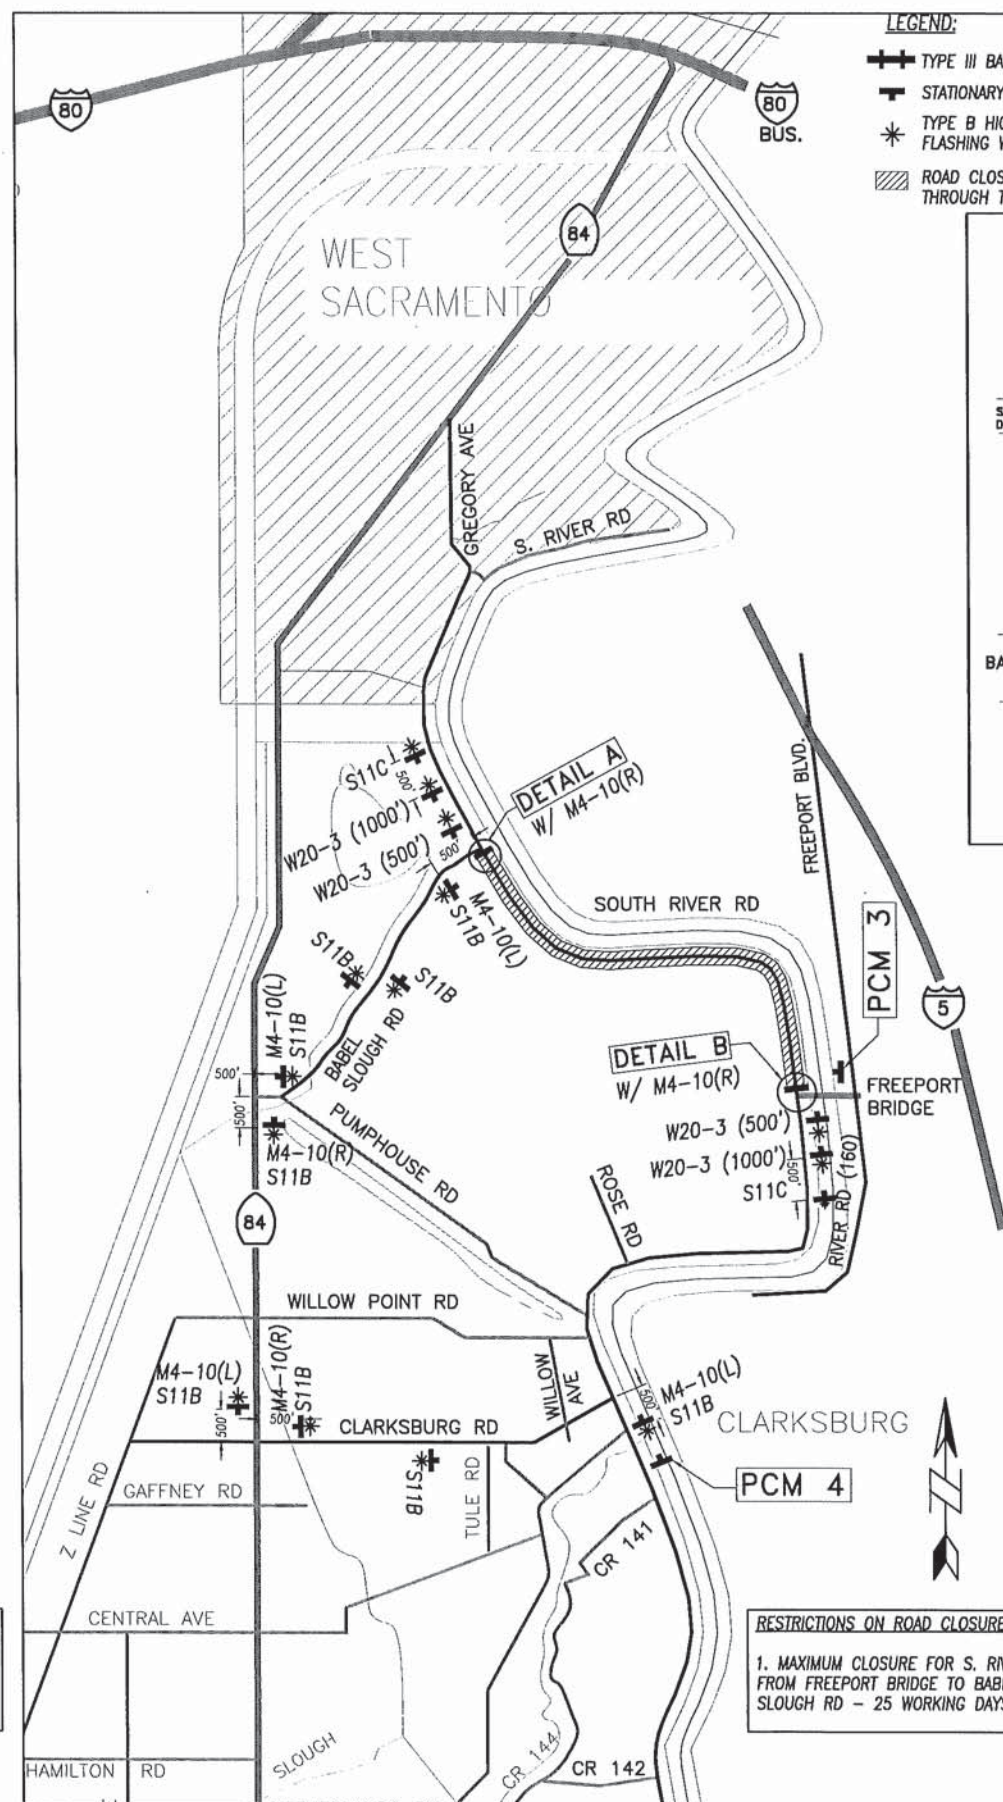 LEGEND:
TYPE III BA
STATIONARY
TYPE B HIG
FLASHING
ROAD CLOS
THROUGH T
80
80
BUS.
84
WEST
SACRAMENTO
GREGORY AVE
S. RIVER RD
BA
S11C
500'
W20-3 (1000')
W20-3 (500')
500'
DETAIL A
W/ M4-10(R)
M4-10(L)
S11B
FREEPORT BLVD.
SOUTH RIVER RD
PCM 3
5
S11B
S11B
BABEL
SLOUGH RD
M4-10(L)
S11B
500'
500'
M4-10(R)
S11B
DETAIL B
W/ M4-10(R)
FREEPORT
BRIDGE
W20-3 (500')
W20-3 (1000')
500'
S11C
RIVER RD (160)
PUMPHOUSE RD
ROSE RD
84
WILLOW POINT RD
M4-10(L)
S11B
500'
M4-10(R)
S11B
500'
CLARKSBURG RD
WILLOW
AVE
500'
M4-10(L)
S11B
CLARKSBURG
PCM 4
S11B
Z LINE RD
GAFFNEY RD
TULE RD
CR 141
N
CENTRAL AVE
RESTRICTIONS ON ROAD CLOSURE
1. MAXIMUM CLOSURE FOR S. RI
FROM FREEPORT BRIDGE TO BAB
SLOUGH RD - 25 WORKING DAYS
HAMILTON RD
SLOUGH
CR 144
CR 142